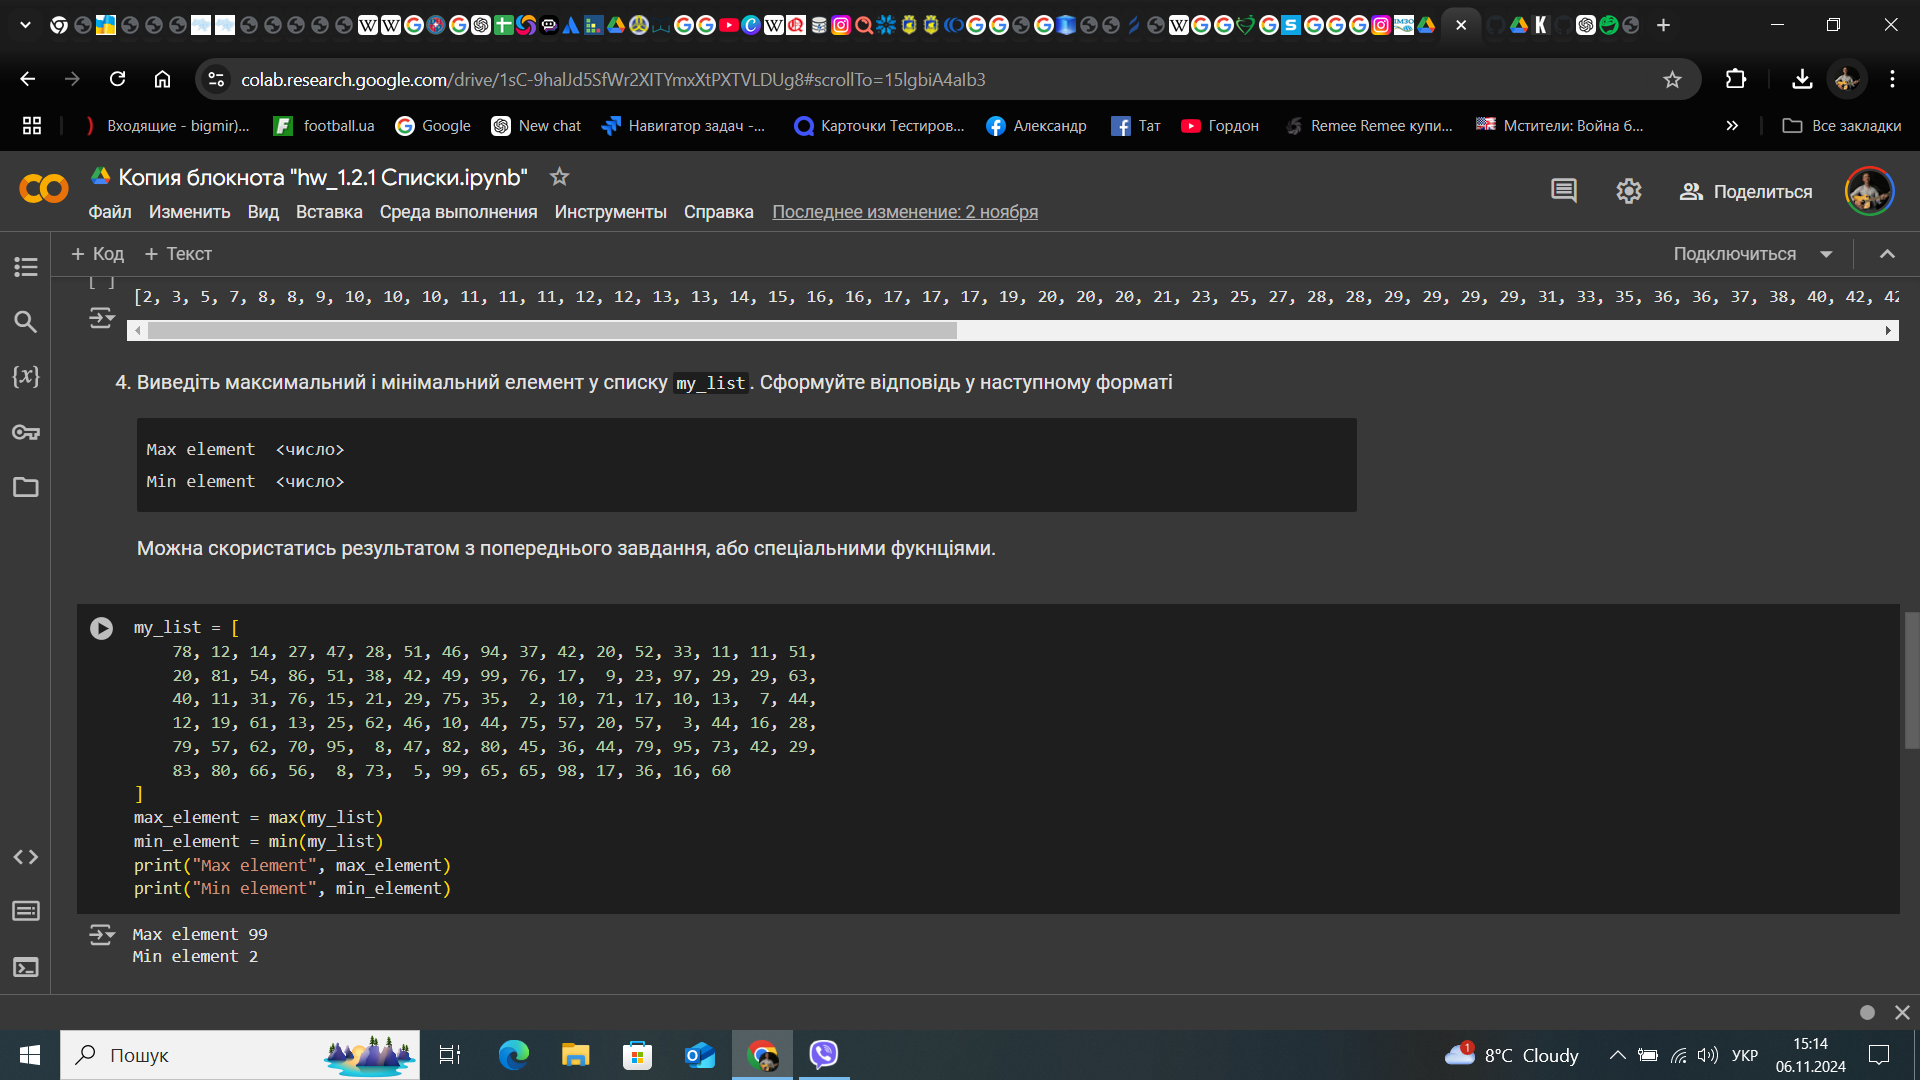 colab.research.google.com/drive/1sC-9halJd5SfWr2XITYmxXtPXTVLDUg8#scrollTo=15lgbiA4aIb3
Входящие - bigmir)... football.ua Google New chat Навигатор задач -... Карточки Тестиров... Александр Тат Гордон Remee Remee купи... Мстители: Война б... » Все закладки
Копия блокнота "hw_1.2.1 Списки.ipynb"
Файл Изменить Вид Вставка Среда выполнения Инструменты Справка Последнее изменение: 2 ноября
Поделиться
+ Код + Текст
Подключиться
[ ]
[2, 3, 5, 7, 8, 8, 9, 10, 10, 10, 11, 11, 11, 12, 12, 13, 13, 14, 15, 16, 16, 17, 17, 17, 19, 20, 20, 20, 21, 23, 25, 27, 28, 28, 29, 29, 29, 29, 31, 33, 35, 36, 36, 37, 38, 40, 42, 42
4. Виведіть максимальний і мінімальний елемент у списку my_list. Сформуйте відповідь у наступному форматі
Max element <число>
Min element <число>
Можна скористатись результатом з попереднього завдання, або спеціальними фукнціями.
my_list = [
78, 12, 14, 27, 47, 28, 51, 46, 94, 37, 42, 20, 52, 33, 11, 11, 51,
20, 81, 54, 86, 51, 38, 42, 49, 99, 76, 17, 9, 23, 97, 29, 29, 63,
40, 11, 31, 76, 15, 21, 29, 75, 35, 2, 10, 71, 17, 10, 13, 7, 44,
12, 19, 61, 13, 25, 62, 46, 10, 44, 75, 57, 20, 57, 3, 44, 16, 28,
79, 57, 62, 70, 95, 8, 47, 82, 80, 45, 36, 44, 79, 95, 73, 42, 29,
83, 80, 66, 56, 8, 73, 5, 99, 65, 65, 98, 17, 36, 16, 60
]
max_element = max(my_list)
min_element = min(my_list)
print("Max element", max_element)
print("Min element", min_element)
Max element 99
Min element 2
Пошук
1
8°C Cloudy
УКР
15:14
06.11.2024